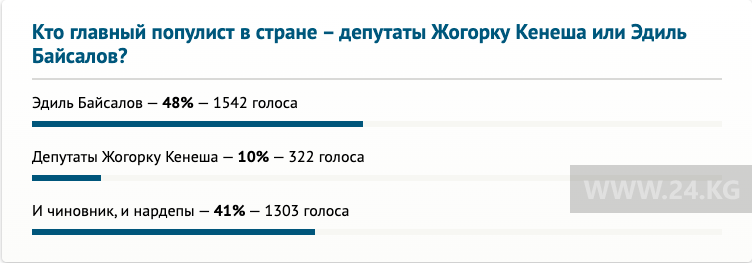 Кто главный популист в стране – депутаты Жогорку Кенеша или Эдиль
Байсалов?
Эдиль Байсалов — 48% — 1542 голоса
Депутаты Жогорку Кенеша — 10% — 322 голоса
WWW.24.KG
И чиновник, и нардепы — 41% — 1303 голоса